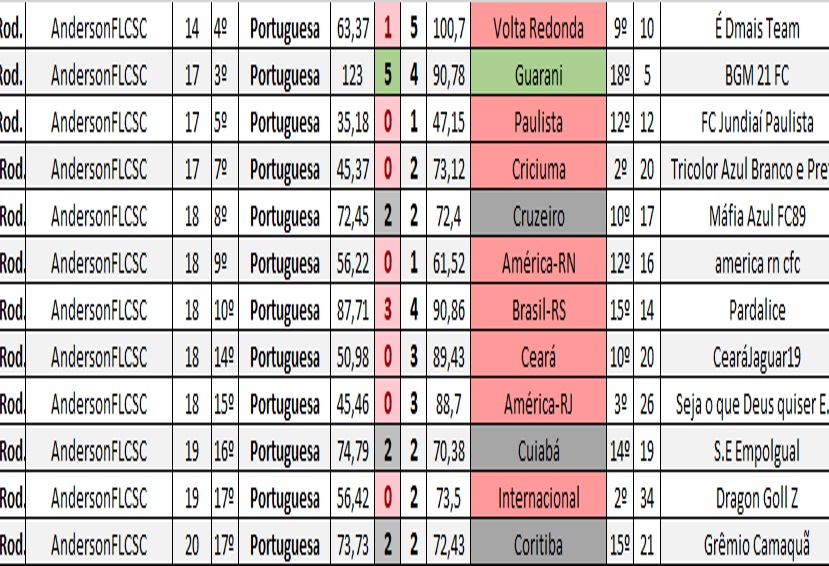 Rod. AndersonFLCSC 14 4º Portuguesa 63,37 1 5 100,7 Volta Redonda 9º 10 É Dmais Team
Rod. AndersonFLCSC 17 3º Portuguesa 123 5 4 90,78 Guarani 18º 5 BGM 21 FC
Rod. AndersonFLCSC 17 5º Portuguesa 35,18 0 1 47,15 Paulista 12º 12 FC Jundiaí Paulista
Rod. AndersonFLCSC 17 7º Portuguesa 45,37 0 2 73,12 Criciuma 2º 20 Tricolor Azul Branco e Pre
Rod. AndersonFLCSC 18 8º Portuguesa 72,45 2 2 72,4 Cruzeiro 10º 17 Máfia Azul FC89
Rod. AndersonFLCSC 18 9º Portuguesa 56,22 0 1 61,52 América-RN 12º 16 america rn cfc
Rod. AndersonFLCSC 18 10º Portuguesa 87,71 3 4 90,86 Brasil-RS 15º 14 Pardalice
Rod. AndersonFLCSC 18 14º Portuguesa 50,98 0 3 89,43 Ceará 10º 20 CearáJaguar19
Rod. AndersonFLCSC 18 15º Portuguesa 45,46 0 3 88,7 América-RJ 3º 26 Seja o que Deus quiser E.
Rod. AndersonFLCSC 19 16º Portuguesa 74,79 2 2 70,38 Cuiabá 14º 19 S.E Empolgual
Rod. AndersonFLCSC 19 17º Portuguesa 56,42 0 2 73,5 Internacional 2º 34 Dragon Goll Z
Rod. AndersonFLCSC 20 17º Portuguesa 73,73 2 2 72,43 Coritiba 15º 21 Grêmio Camaquã